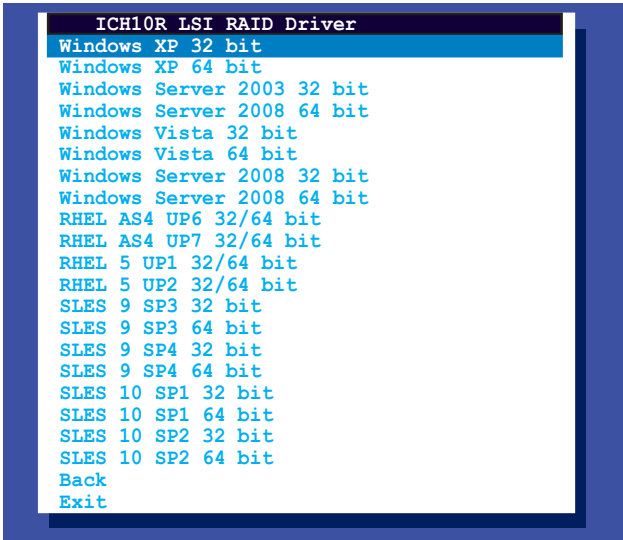 ICH10R LSI RAID Driver
Windows XP 32 bit
Windows XP 64 bit
Windows Server 2003 32 bit
Windows Server 2008 64 bit
Windows Vista 32 bit
Windows Vista 64 bit
Windows Server 2008 32 bit
Windows Server 2008 64 bit
RHEL AS4 UP6 32/64 bit
RHEL AS4 UP7 32/64 bit
RHEL 5 UP1 32/64 bit
RHEL 5 UP2 32/64 bit
SLES 9 SP3 32 bit
SLES 9 SP3 64 bit
SLES 9 SP4 32 bit
SLES 9 SP4 64 bit
SLES 10 SP1 32 bit
SLES 10 SP1 64 bit
SLES 10 SP2 32 bit
SLES 10 SP2 64 bit
Back
Exit